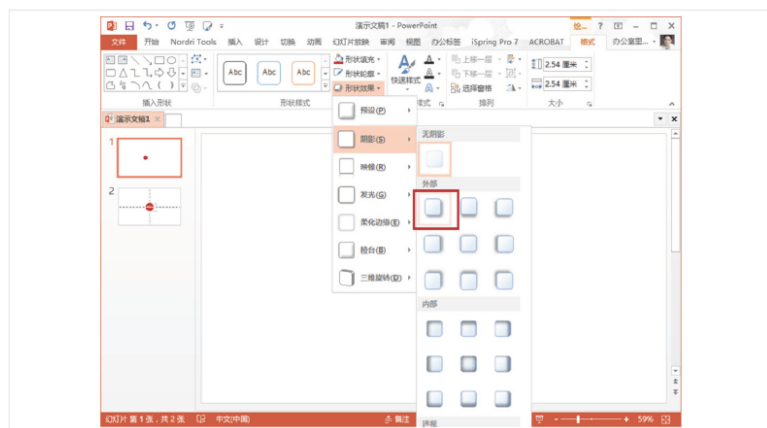 演示文稿1 - PowerPoint
绘...
?
文件 开始 Nordri Tools 插入 设计 切换 动画 幻灯片放映 审阅 视图 办公标签 iSpring Pro 7 ACROBAT 格式 办公室里...
形状填充
形状轮廓
形状效果
Abc Abc Abc
快速样式
上移一层
下移一层
选择窗格
2.54 厘米
2.54 厘米
插入形状 形状样式 排列 大小
演示文稿1
预设(P)
阴影(S)
映像(R)
发光(G)
柔化边缘(E)
棱台(B)
三维旋转(D)
无阴影
外部
内部
透视
1
2
幻灯片 第 1 张，共 2 张 中文(中国) 备注 59%